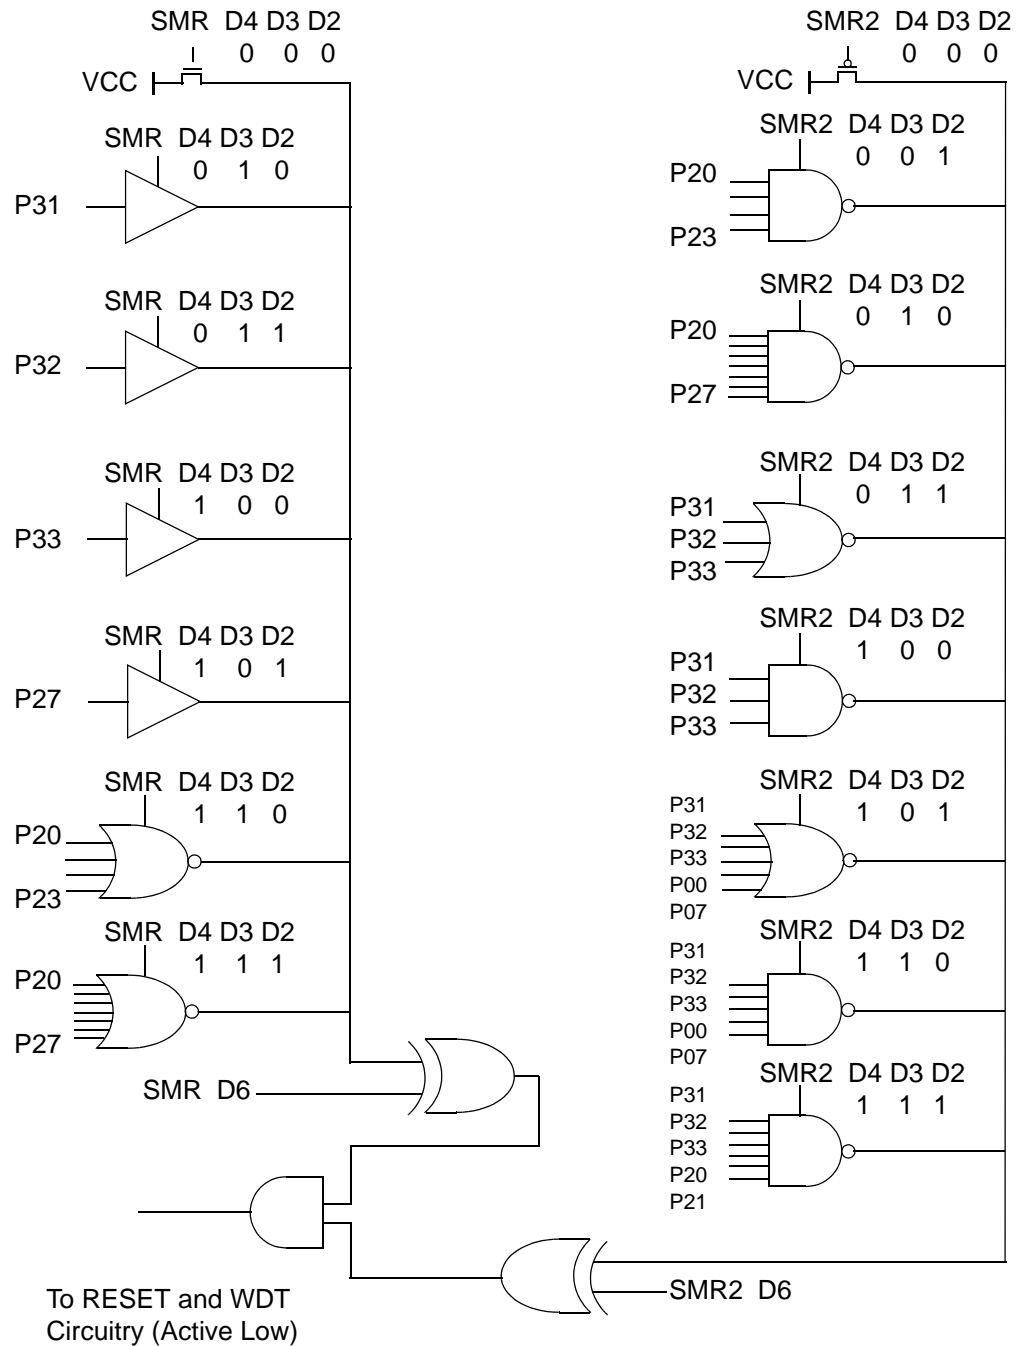 SMR D4 D3 D2
0 0 0
VCC
SMR D4 D3 D2
0 1 0
P31
SMR D4 D3 D2
0 1 1
P32
SMR D4 D3 D2
1 0 0
P33
SMR D4 D3 D2
1 0 1
P27
SMR D4 D3 D2
1 1 0
P20
P23
SMR D4 D3 D2
1 1 1
P20
P27
SMR D6
To RESET and WDT
Circuitry (Active Low)
SMR2 D4 D3 D2
0 0 0
VCC
SMR2 D4 D3 D2
0 0 1
P20
P23
SMR2 D4 D3 D2
0 1 0
P20
P27
SMR2 D4 D3 D2
0 1 1
P31
P32
P33
SMR2 D4 D3 D2
1 0 0
P31
P32
P33
SMR2 D4 D3 D2
1 0 1
P31
P32
P33
P00
P07
SMR2 D4 D3 D2
1 1 0
P31
P32
P33
P00
P07
SMR2 D4 D3 D2
1 1 1
P31
P32
P33
P20
P21
SMR2 D6